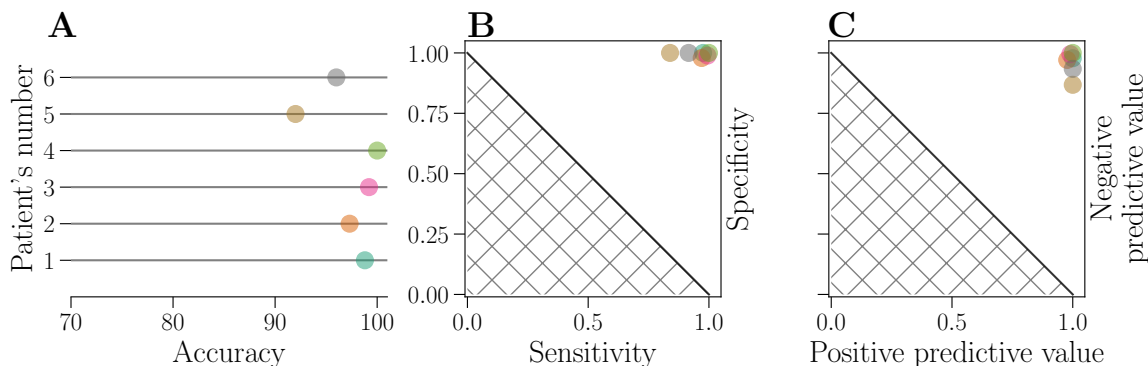 A
Patient's number
6
5
4
3
2
1
70
80
90
100
Accuracy
B
1.00
0.75
0.50
0.25
0.00
0.0
0.5
1.0
Sensitivity
Specificity
C
0.0
0.5
1.0
Positive predictive value
Negative
predictive value